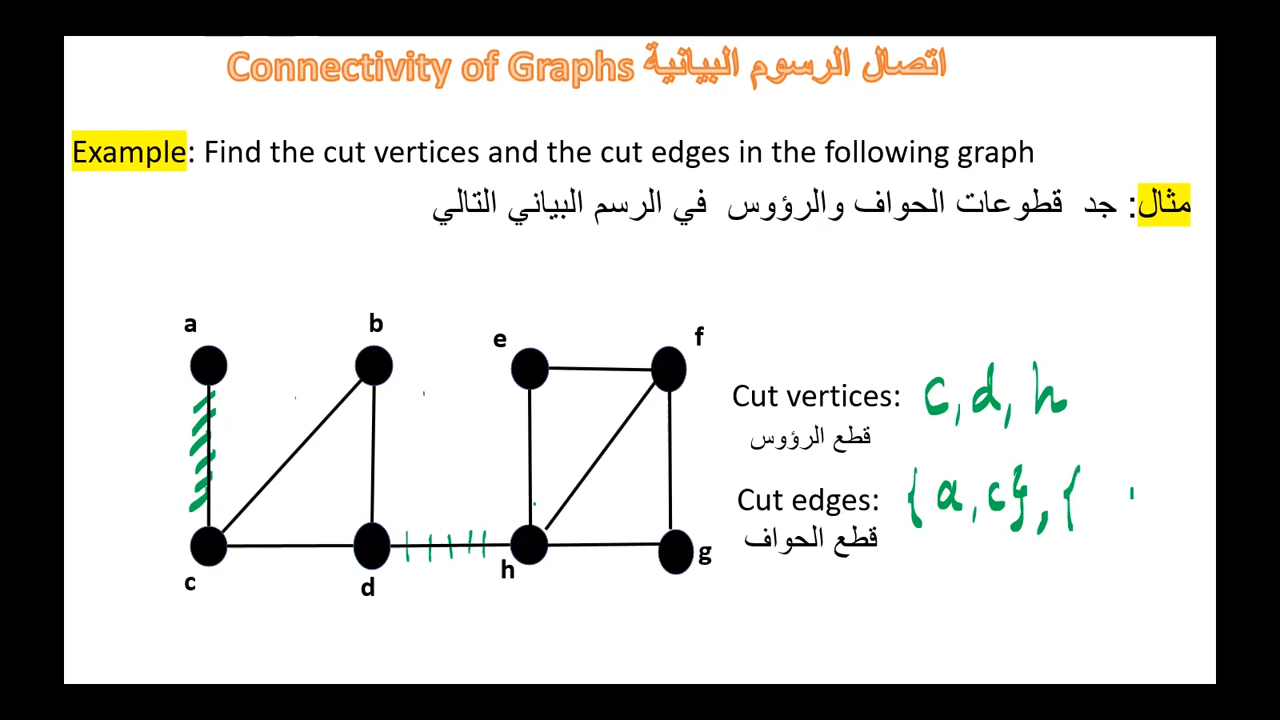 Connectivity of Graphs اتصال الرسوم البيانية
Example: Find the cut vertices and the cut edges in the following graph
مثال: جد قطوعات الحواف والرؤوس في الرسم البياني التالي
a
b
e
f
c
d
h
g
Cut vertices: c, d, h
قطع الرؤوس
Cut edges: {a, c}, {
قطع الحواف